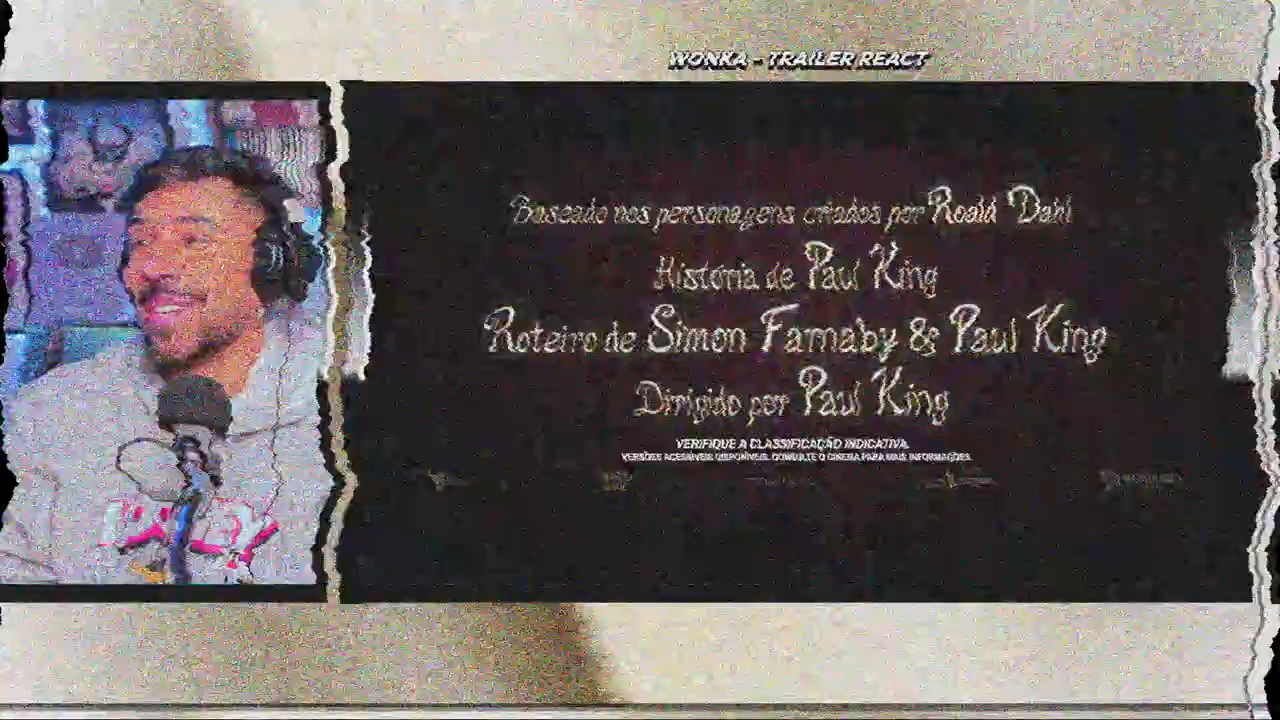 WONKA - TRAILER REACT
Baseado nos personagens criados por Roald Dahl
História de Paul King
Roteiro de Simon Farnaby & Paul King
Dirigido por Paul King
VERIFIQUE A CLASSIFICAÇÃO INDICATIVA.
VERSÕES ACESSÍVEIS DISPONÍVEIS. CONSULTE O CINEMA PARA MAIS INFORMAÇÕES.